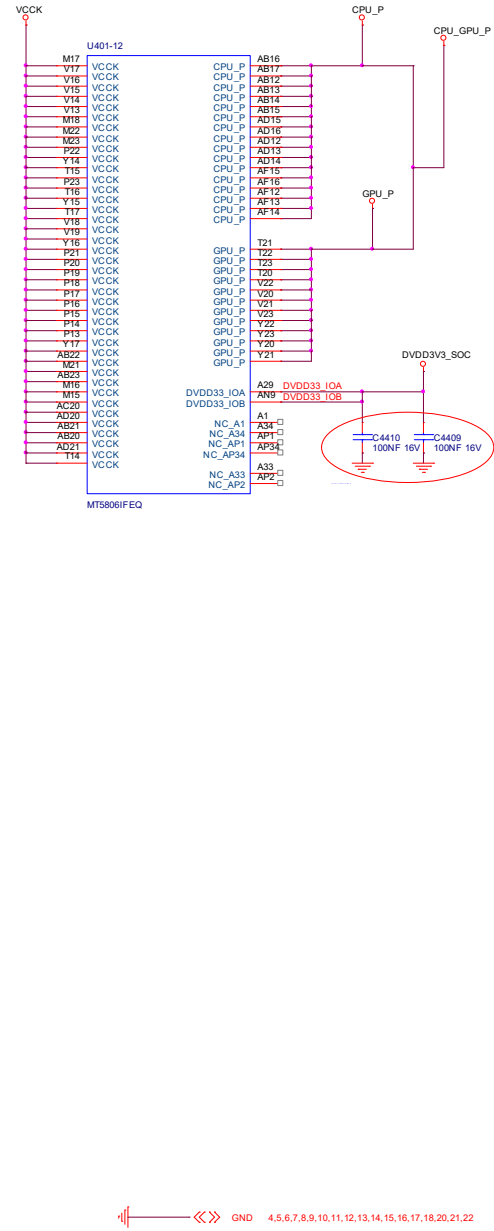 VCCK CPU_P
CPU_GPU_P
U401-12
M17 VCCK CPU_P AB16
V17 VCCK CPU_P AB17
V16 VCCK CPU_P AB12
V15 VCCK CPU_P AB13
V14 VCCK CPU_P AB14
V13 VCCK CPU_P AB15
M18 VCCK CPU_P AD15
M22 VCCK CPU_P AD16
M23 VCCK CPU_P AD12
P22 VCCK CPU_P AD13
Y14 VCCK CPU_P AD14
T15 VCCK CPU_P AF15
P23 VCCK CPU_P AF16
T16 VCCK CPU_P AF12
Y15 VCCK CPU_P AF13
T17 VCCK CPU_P AF14
GPU_P
V18 VCCK
V19 VCCK
Y16 VCCK GPU_P T21
P21 VCCK GPU_P T22
P20 VCCK GPU_P T23
P19 VCCK GPU_P T20
P18 VCCK GPU_P V22
P17 VCCK GPU_P V20
P16 VCCK GPU_P V21
P15 VCCK GPU_P V23
P14 VCCK GPU_P Y22
P13 VCCK GPU_P Y23
Y17 VCCK GPU_P Y20
AB22 VCCK GPU_P Y21
DVDD3V3_SOC
M21 VCCK
AB23 VCCK
M16 VCCK DVDD33_IOA A29 DVDD33_IOA
M15 VCCK DVDD33_IOB AN9 DVDD33_IOB
AC20 VCCK
AD20 VCCK NC_A1 A1
AB21 VCCK NC_A34 A34
AB20 VCCK NC_AP1 AP1
AD21 VCCK NC_AP34 AP34
T14 VCCK
NC_A33 A33
NC_AP2 AP2
C4410 C4409
100NF 16V 100NF 16V
MT5806IFEQ
GND 4,5,6,7,8,9,10,11,12,13,14,15,16,17,18,20,21,22